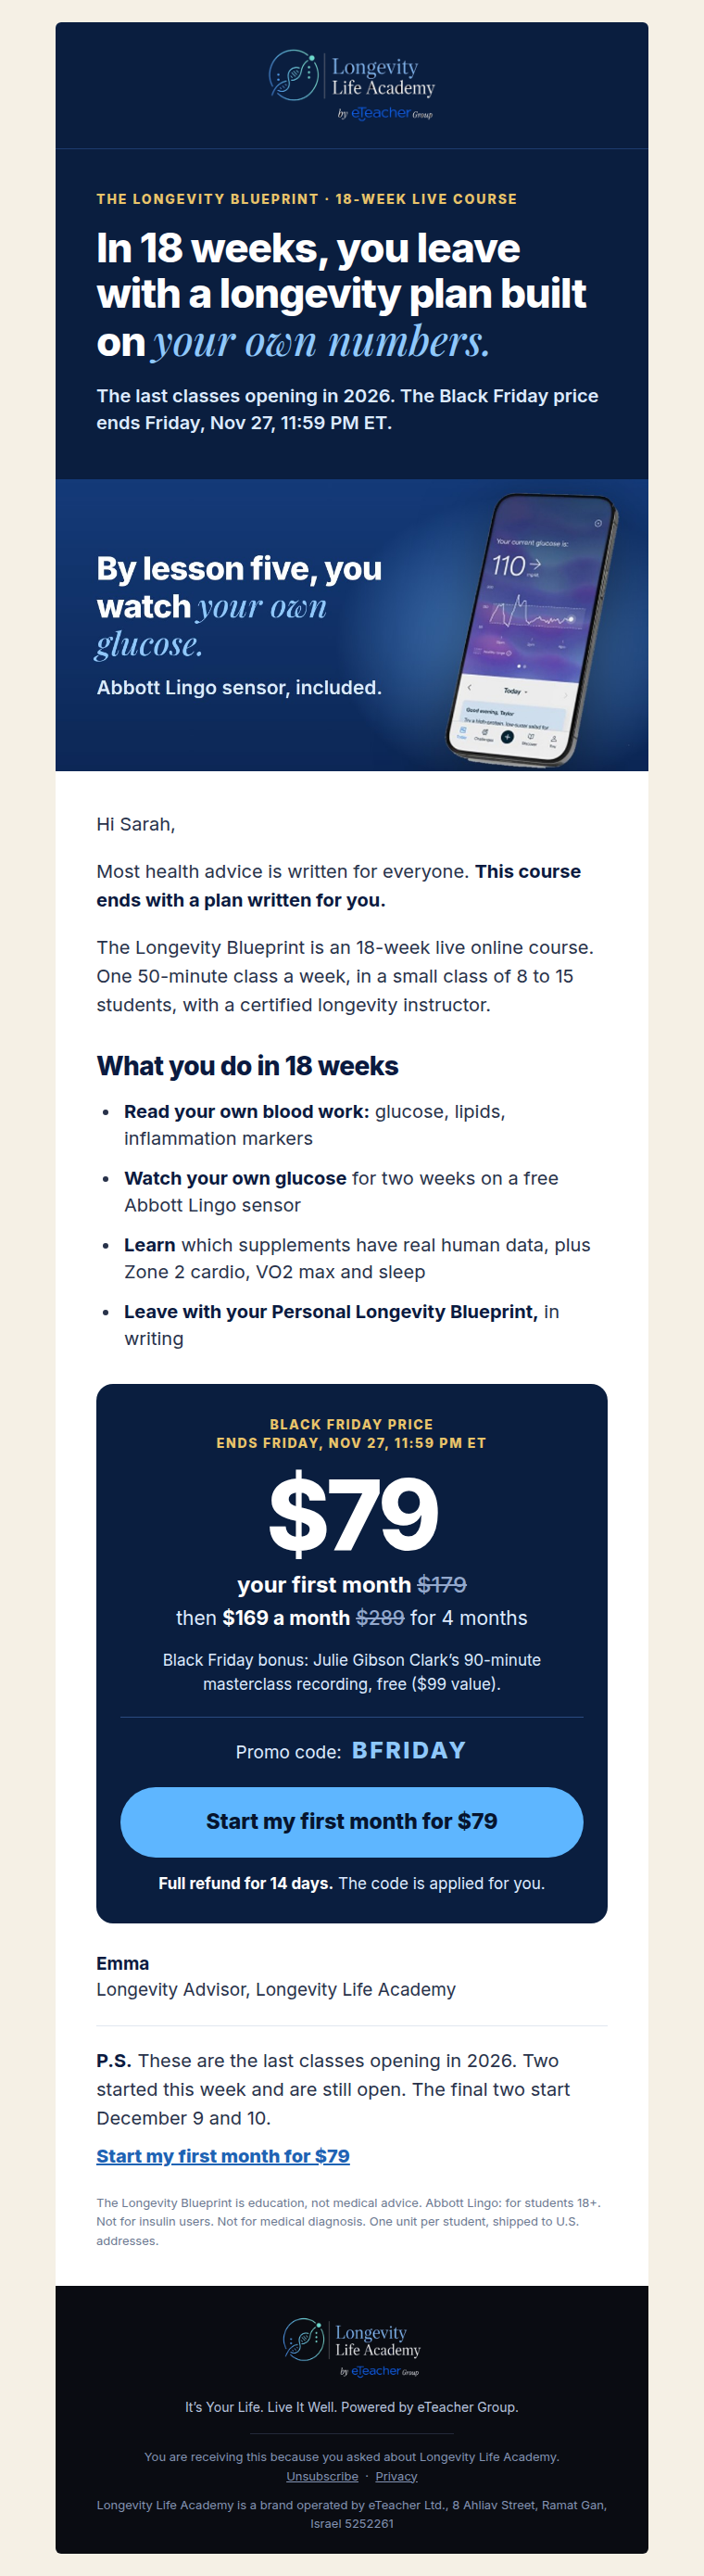 Longevity
Life Academy
by eTeacher Group
THE LONGEVITY BLUEPRINT · 18-WEEK LIVE COURSE
In 18 weeks, you leave
with a longevity plan built
on your own numbers.
The last classes opening in 2026. The Black Friday price
ends Friday, Nov 27, 11:59 PM ET.
By lesson five, you
watch your own
glucose.
Abbott Lingo sensor, included.
Your current glucose is:
110
Today
Good evening, Taylor
Hi Sarah,
Most health advice is written for everyone. This course
ends with a plan written for you.
The Longevity Blueprint is an 18-week live online course.
One 50-minute class a week, in a small class of 8 to 15
students, with a certified longevity instructor.
What you do in 18 weeks
• Read your own blood work: glucose, lipids,
inflammation markers
• Watch your own glucose for two weeks on a free
Abbott Lingo sensor
• Learn which supplements have real human data, plus
Zone 2 cardio, VO2 max and sleep
• Leave with your Personal Longevity Blueprint, in
writing
BLACK FRIDAY PRICE
ENDS FRIDAY, NOV 27, 11:59 PM ET
$79
your first month $179
then $169 a month $289 for 4 months
Black Friday bonus: Julie Gibson Clark’s 90-minute
masterclass recording, free ($99 value).
Promo code: BFRIDAY
Start my first month for $79
Full refund for 14 days. The code is applied for you.
Emma
Longevity Advisor, Longevity Life Academy
P.S. These are the last classes opening in 2026. Two
started this week and are still open. The final two start
December 9 and 10.
Start my first month for $79
The Longevity Blueprint is education, not medical advice. Abbott Lingo: for students 18+.
Not for insulin users. Not for medical diagnosis. One unit per student, shipped to U.S.
addresses.
Longevity
Life Academy
by eTeacher Group
It’s Your Life. Live It Well. Powered by eTeacher Group.
You are receiving this because you asked about Longevity Life Academy.
Unsubscribe · Privacy
Longevity Life Academy is a brand operated by eTeacher Ltd., 8 Ahliav Street, Ramat Gan,
Israel 5252261